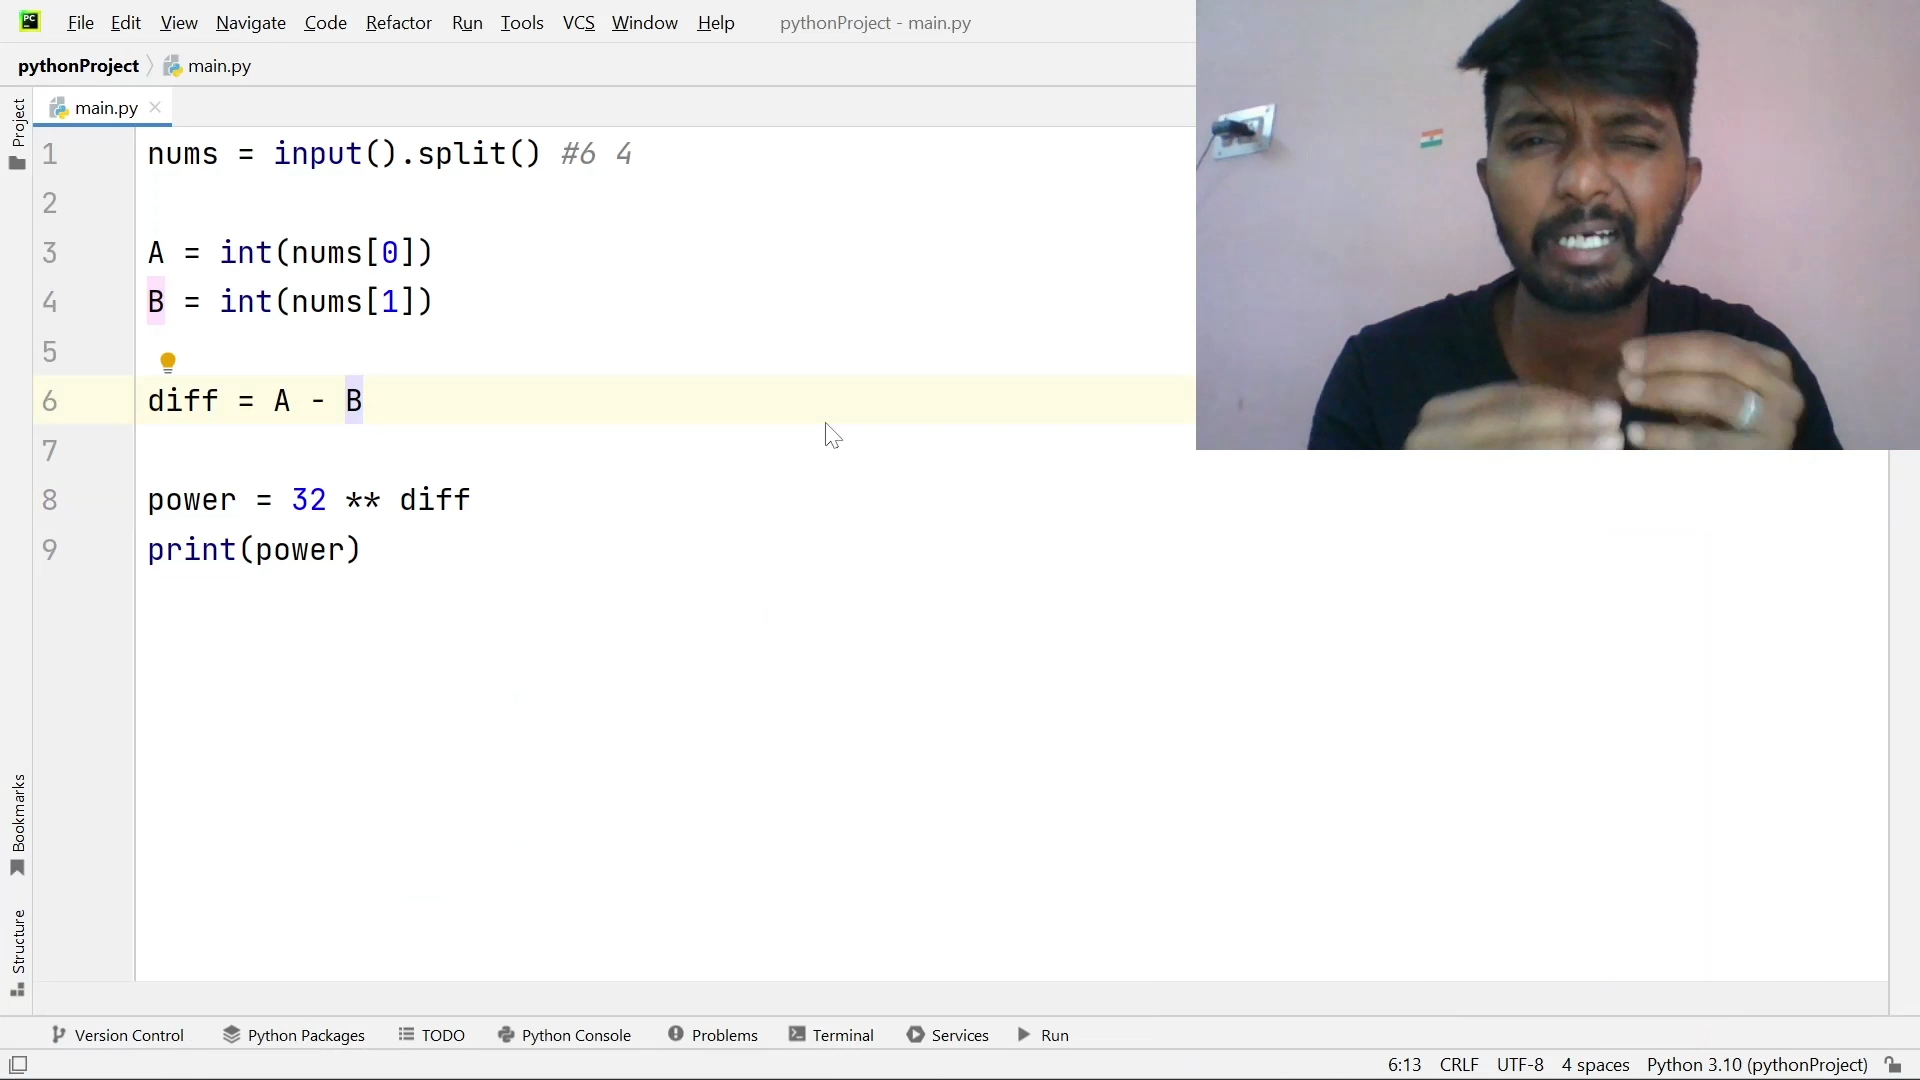 PC File Edit View Navigate Code Refactor Run Tools VCS Window Help pythonProject - main.py
pythonProject main.py
main.py
Project
1 nums = input().split() #6 4
2
3 A = int(nums[0])
4 B = int(nums[1])
5
6 diff = A - B
7
8 power = 32 ** diff
9 print(power)
Bookmarks
Structure
Version Control Python Packages TODO Python Console Problems Terminal Services Run
6:13 CRLF UTF-8 4 spaces Python 3.10 (pythonProject)